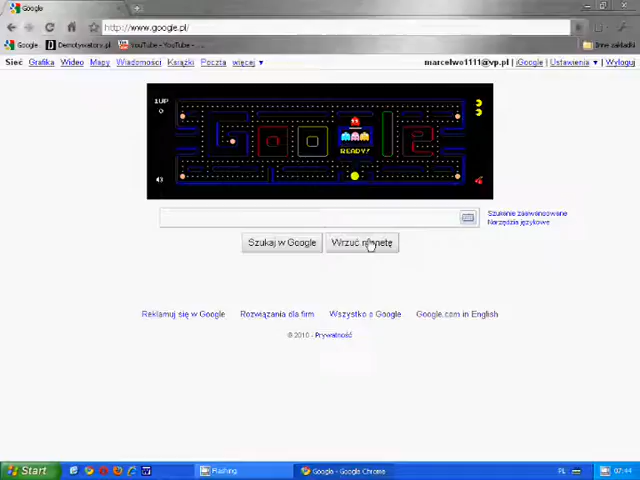 Google
http://www.google.pl/
Google Demotywatory.pl YouTube - YouTube - ... Inne zakładki
Sieć Grafika Wideo Mapy Wiadomości Książki Poczta więcej ▼ marcelwo1111@vp.pl | iGoogle | Ustawienia ▼ | Wyloguj
1UP
0
READY!
Szukanie zaawansowane
Narzędzia językowe
Szukaj w Google Wrzuć monetę
Reklamuj się w Google Rozwiązania dla firm Wszystko o Google Google.com in English
© 2010 - Prywatność
Start Flashing Google - Google Chrome PL 07:44